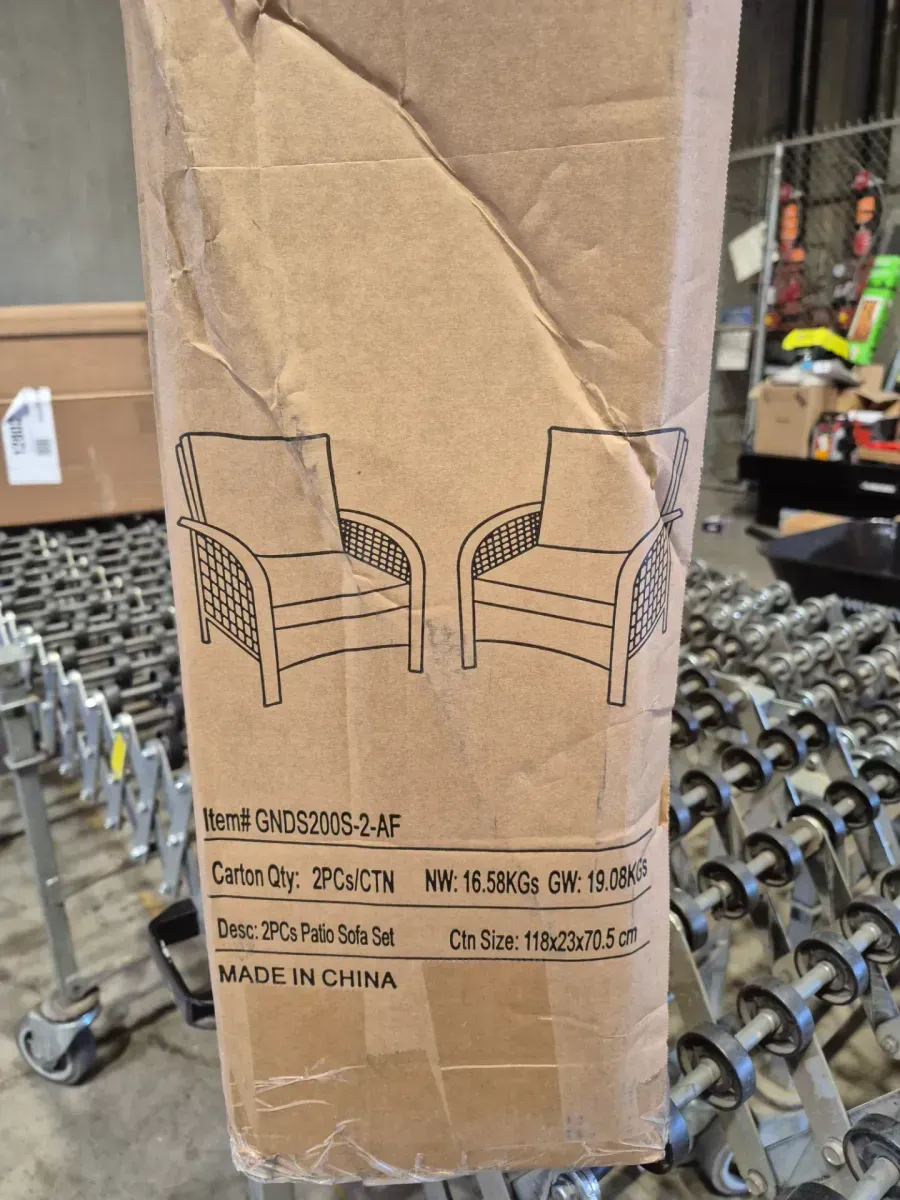 Item# GNDS200S-2-AF
Carton Qty: 2PCs/CTN NW: 16.58KGs GW: 19.08KGs
Desc: 2PCs Patio Sofa Set Ctn Size: 118x23x70.5 cm
MADE IN CHINA